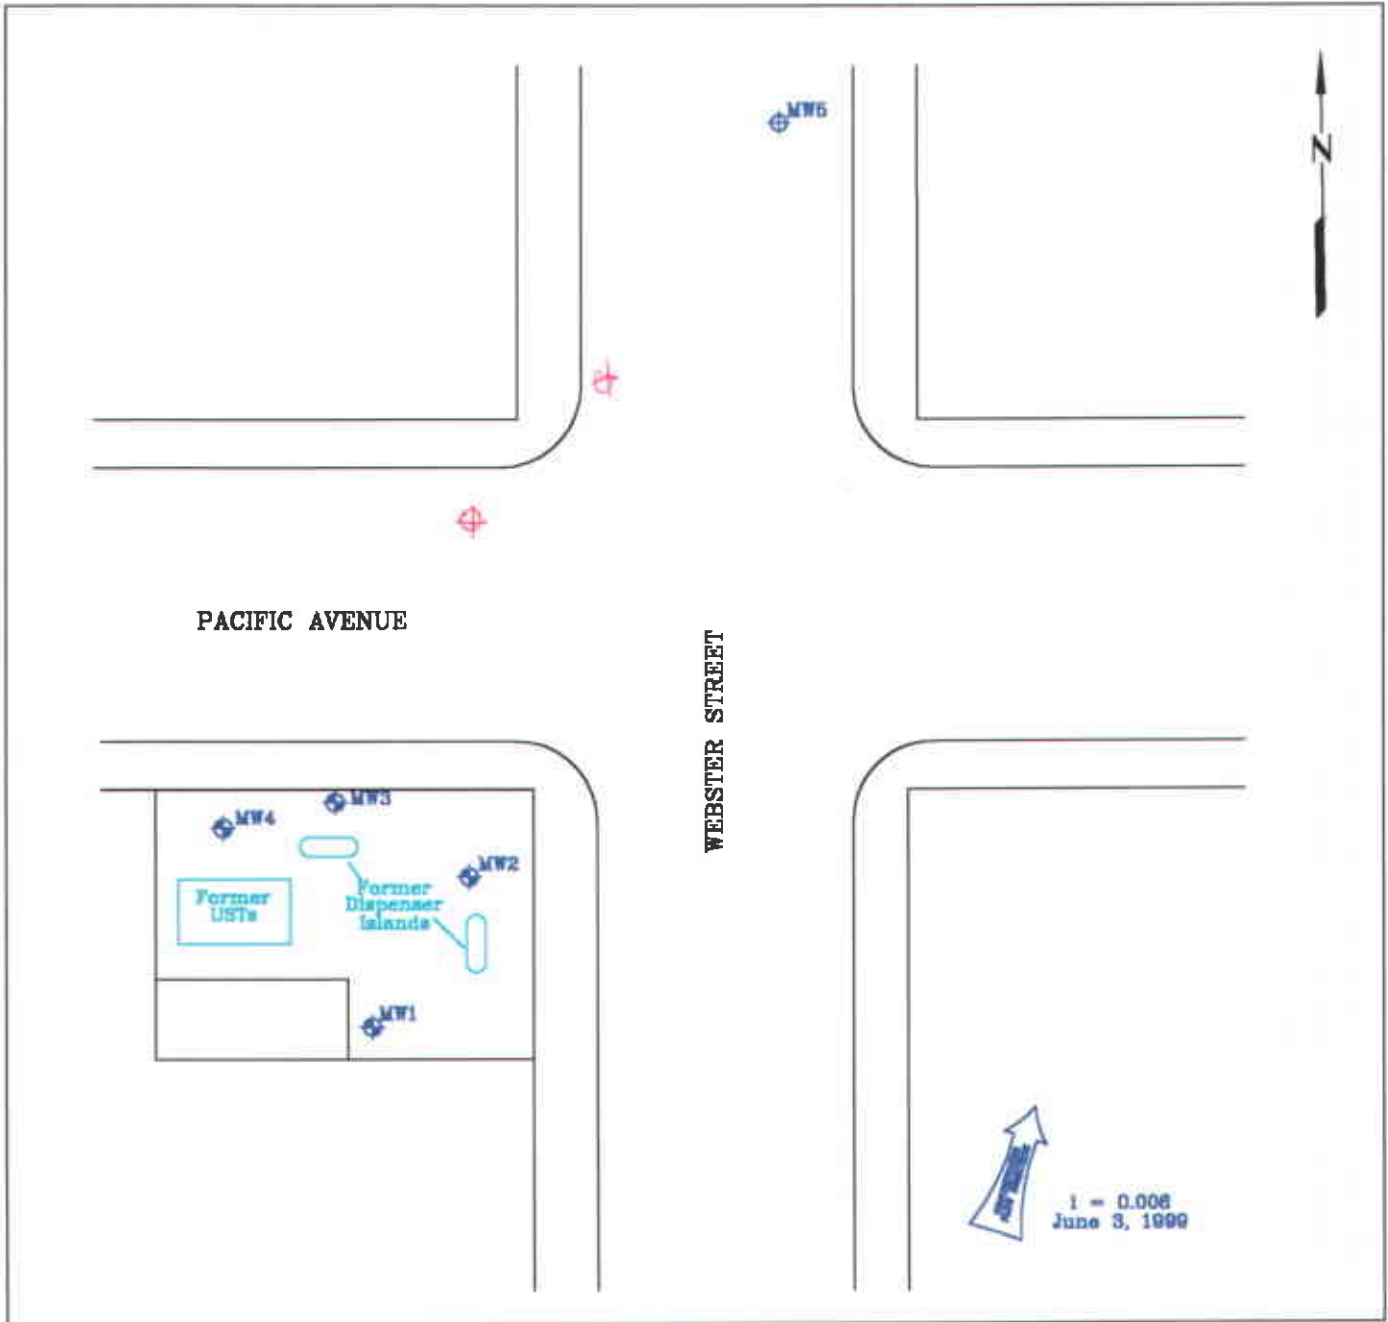 MW5
N
PACIFIC AVENUE
WEBSTER STREET
MW3
MW4
MW2
Former
USTs
Former
Dispenser
Islands
MW1
i = 0.006
June 3, 1999